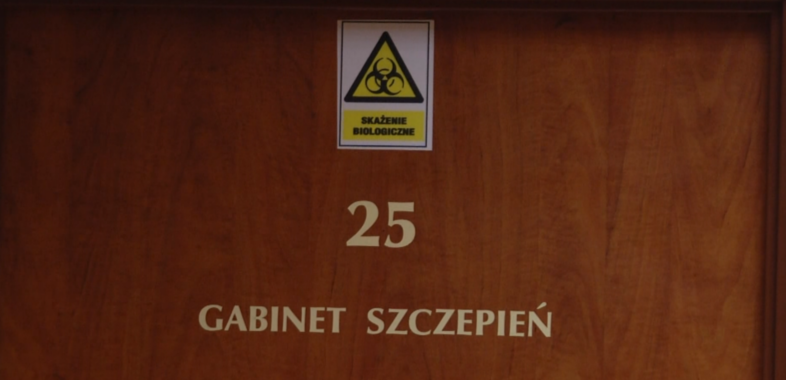 SKAŻENIE
BIOLOGICZNE
25
GABINET SZCZEPIEŃ